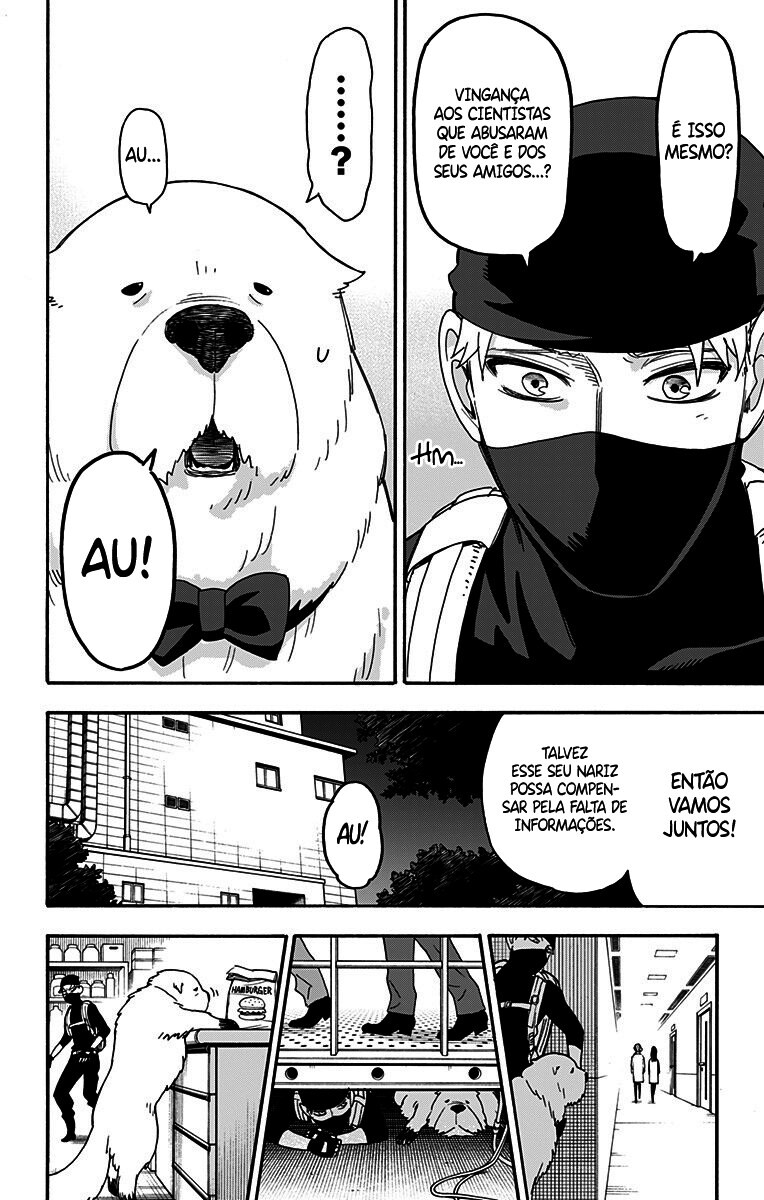 É ISSO
MESMO?
VINGANÇA
AOS CIENTISTAS
QUE ABUSARAM
DE VOCÊ E DOS
SEUS AMIGOS...?
HM...
........?
AU...
AU!
ENTÃO
VAMOS
JUNTOS!
TALVEZ
ESSE SEU NARIZ
POSSA COMPEN-
SAR PELA FALTA DE
INFORMAÇÕES.
AU!
HAMBURGER